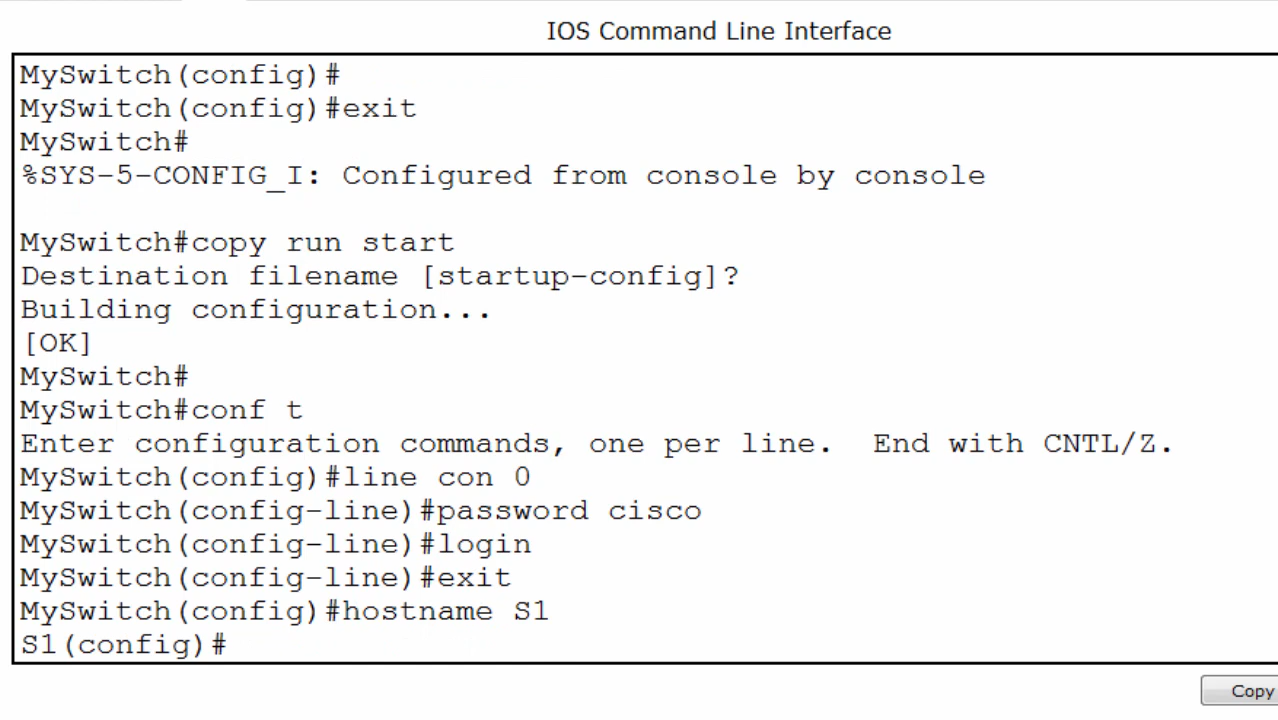 IOS Command Line Interface
MySwitch(config)#
MySwitch(config)#exit
MySwitch#
%SYS-5-CONFIG_I: Configured from console by console
MySwitch#copy run start
Destination filename [startup-config]?
Building configuration...
[OK]
MySwitch#
MySwitch#conf t
Enter configuration commands, one per line.  End with CNTL/Z.
MySwitch(config)#line con 0
MySwitch(config-line)#password cisco
MySwitch(config-line)#login
MySwitch(config-line)#exit
MySwitch(config)#hostname S1
S1(config)#
Copy